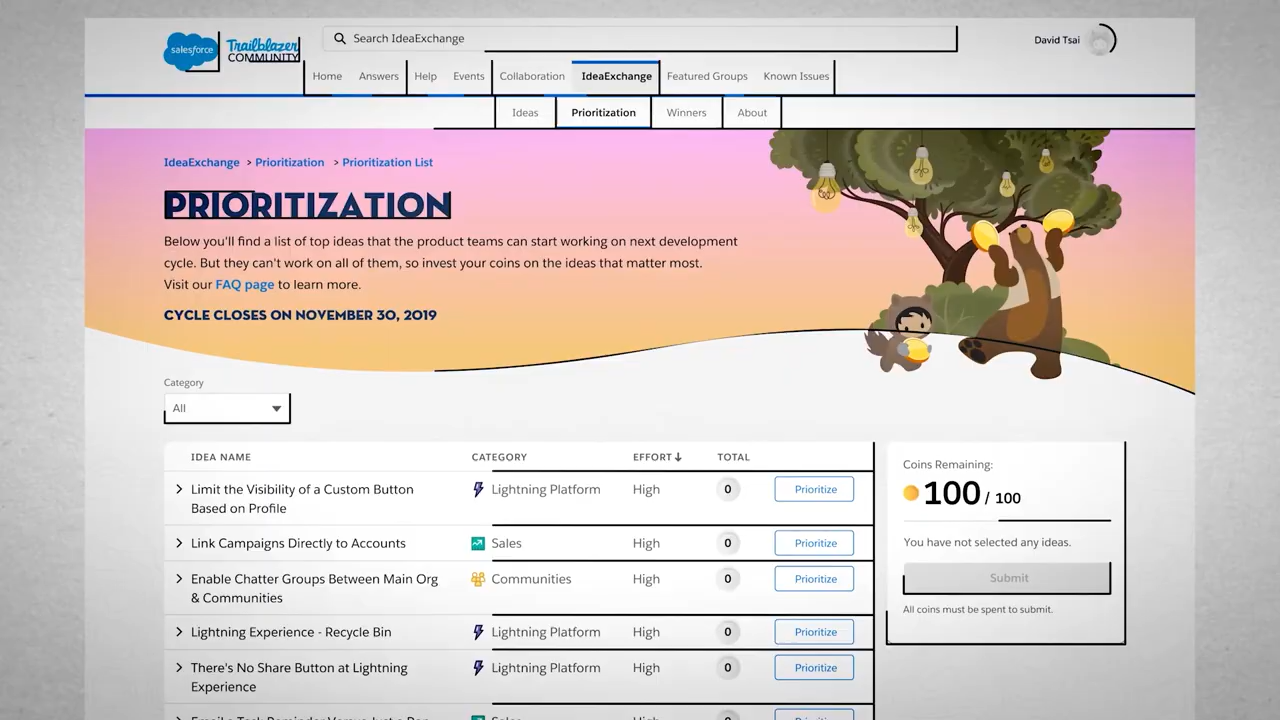 salesforce
Trailblazer
COMMUNITY
Search IdeaExchange
David Tsai
Home Answers Help Events Collaboration IdeaExchange Featured Groups Known Issues
Ideas Prioritization Winners About
IdeaExchange > Prioritization > Prioritization List
PRIORITIZATION
Below you'll find a list of top ideas that the product teams can start working on next development
cycle. But they can't work on all of them, so invest your coins on the ideas that matter most.
Visit our FAQ page to learn more.
CYCLE CLOSES ON NOVEMBER 30, 2019
Category
All
IDEA NAME CATEGORY EFFORT TOTAL
Limit the Visibility of a Custom Button
Based on Profile
Lightning Platform High 0 Prioritize
Link Campaigns Directly to Accounts Sales High 0 Prioritize
Enable Chatter Groups Between Main Org
& Communities
Communities High 0 Prioritize
Lightning Experience - Recycle Bin Lightning Platform High 0 Prioritize
There's No Share Button at Lightning
Experience
Lightning Platform High 0 Prioritize
Coins Remaining:
100 / 100
You have not selected any ideas.
Submit
All coins must be spent to submit.